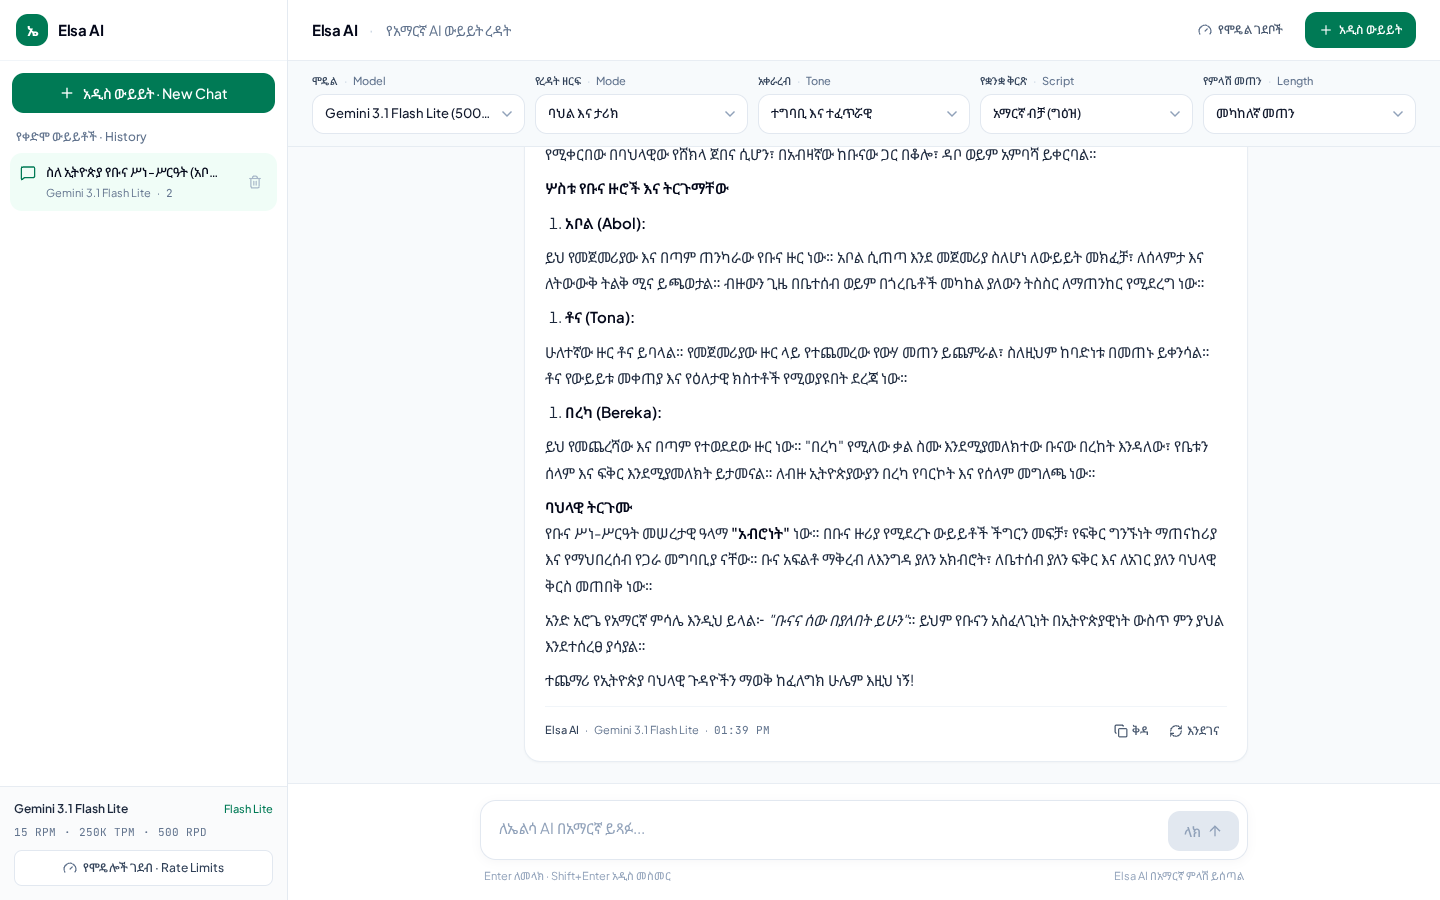 ኤ Elsa AI
አዲስ ውይይት · New Chat
የቀድሞ ውይይቶች · History
ስለ ኢትዮጵያ የቡና ሥነ-ሥርዓት (አቦ...
Gemini 3.1 Flash Lite · 2
Gemini 3.1 Flash Lite Flash Lite
15 RPM · 250K TPM · 500 RPD
የሞዴሎች ገደብ · Rate Limits
Elsa AI · የአማርኛ AI ውይይት ረዳት
የሞዴል ገደቦች
አዲስ ውይይት
ሞዴል · Model
የረዳት ዘርፍ · Mode
አቀራረብ · Tone
የቋንቋ ቅርጽ · Script
የምላሽ መጠን · Length
Gemini 3.1 Flash Lite (500...
ባህል እና ታሪክ
ተግባቢ እና ተፈጥሯዊ
አማርኛ ብቻ (ግዕዝ)
መካከለኛ መጠን
የሚቀርበው በባህላዊው የሸክላ ጀበና ሲሆን፣ በአብዛኛው ከቡናው ጋር በቆሎ፣ ዳቦ ወይም አምባሻ ይቀርባል።
ሦስቱ የቡና ዙሮች እና ትርጉማቸው
1. አቦል (Abol):
ይህ የመጀመሪያው እና በጣም ጠንካራው የቡና ዙር ነው። አቦል ሲጠጣ እንደ መጀመሪያ ስለሆነ ለውይይት መክፈቻ፣ ለሰላምታ እና
ለትውውቅ ትልቅ ሚና ይጫወታል። ብዙውን ጊዜ በቤተሰብ ወይም በጎረቤቶች መካከል ያለውን ትስስር ለማጠንከር የሚደረግ ነው።
1. ቶና (Tona):
ሁለተኛው ዙር ቶና ይባላል። የመጀመሪያው ዙር ላይ የተጨመረው የውሃ መጠን ይጨምራል፣ ስለዚህም ከባድነቱ በመጠኑ ይቀንሳል።
ቶና የውይይቱ መቀጠያ እና የዕለታዊ ክስተቶች የሚወያዩበት ደረጃ ነው።
1. በረካ (Bereka):
ይህ የመጨረሻው እና በጣም የተወደደው ዙር ነው። "በረካ" የሚለው ቃል ስሙ እንደሚያመለክተው ቡናው በረከት እንዳለው፣ የቤቱን
ሰላም እና ፍቅር እንደሚያመለክት ይታመናል። ለብዙ ኢትዮጵያውያን በረካ የባርኮት እና የሰላም መግለጫ ነው።
ባህላዊ ትርጉሙ
የቡና ሥነ-ሥርዓት መሠረታዊ ዓላማ "አብሮነት" ነው። በቡና ዙሪያ የሚደረጉ ውይይቶች ችግርን መፍቻ፣ የፍቅር ግንኙነት ማጠናከሪያ
እና የማህበረሰብ የጋራ መግባቢያ ናቸው። ቡና አፍልቶ ማቅረብ ለእንግዳ ያለን አክብሮት፣ ለቤተሰብ ያለን ፍቅር እና ለአገር ያለን ባህላዊ
ቅርስ መጠበቅ ነው።
አንድ አሮጌ የአማርኛ ምሳሌ እንዲህ ይላል፦ "ቡናና ሰው በያለበት ይሁን"። ይህም የቡናን አስፈላጊነት በኢትዮጵያዊነት ውስጥ ምን ያህል
እንደተሰረፀ ያሳያል።
ተጨማሪ የኢትዮጵያ ባህላዊ ጉዳዮችን ማወቅ ከፈለግክ ሁሌም እዚህ ነኝ!
Elsa AI · Gemini 3.1 Flash Lite · 01:39 PM
ቅዳ
እንደገና
ለኤልሳ AI በአማርኛ ይጻፉ...
ላክ
Enter ለመላክ · Shift+Enter አዲስ መስመር
Elsa AI በአማርኛ ምላሽ ይሰጣል